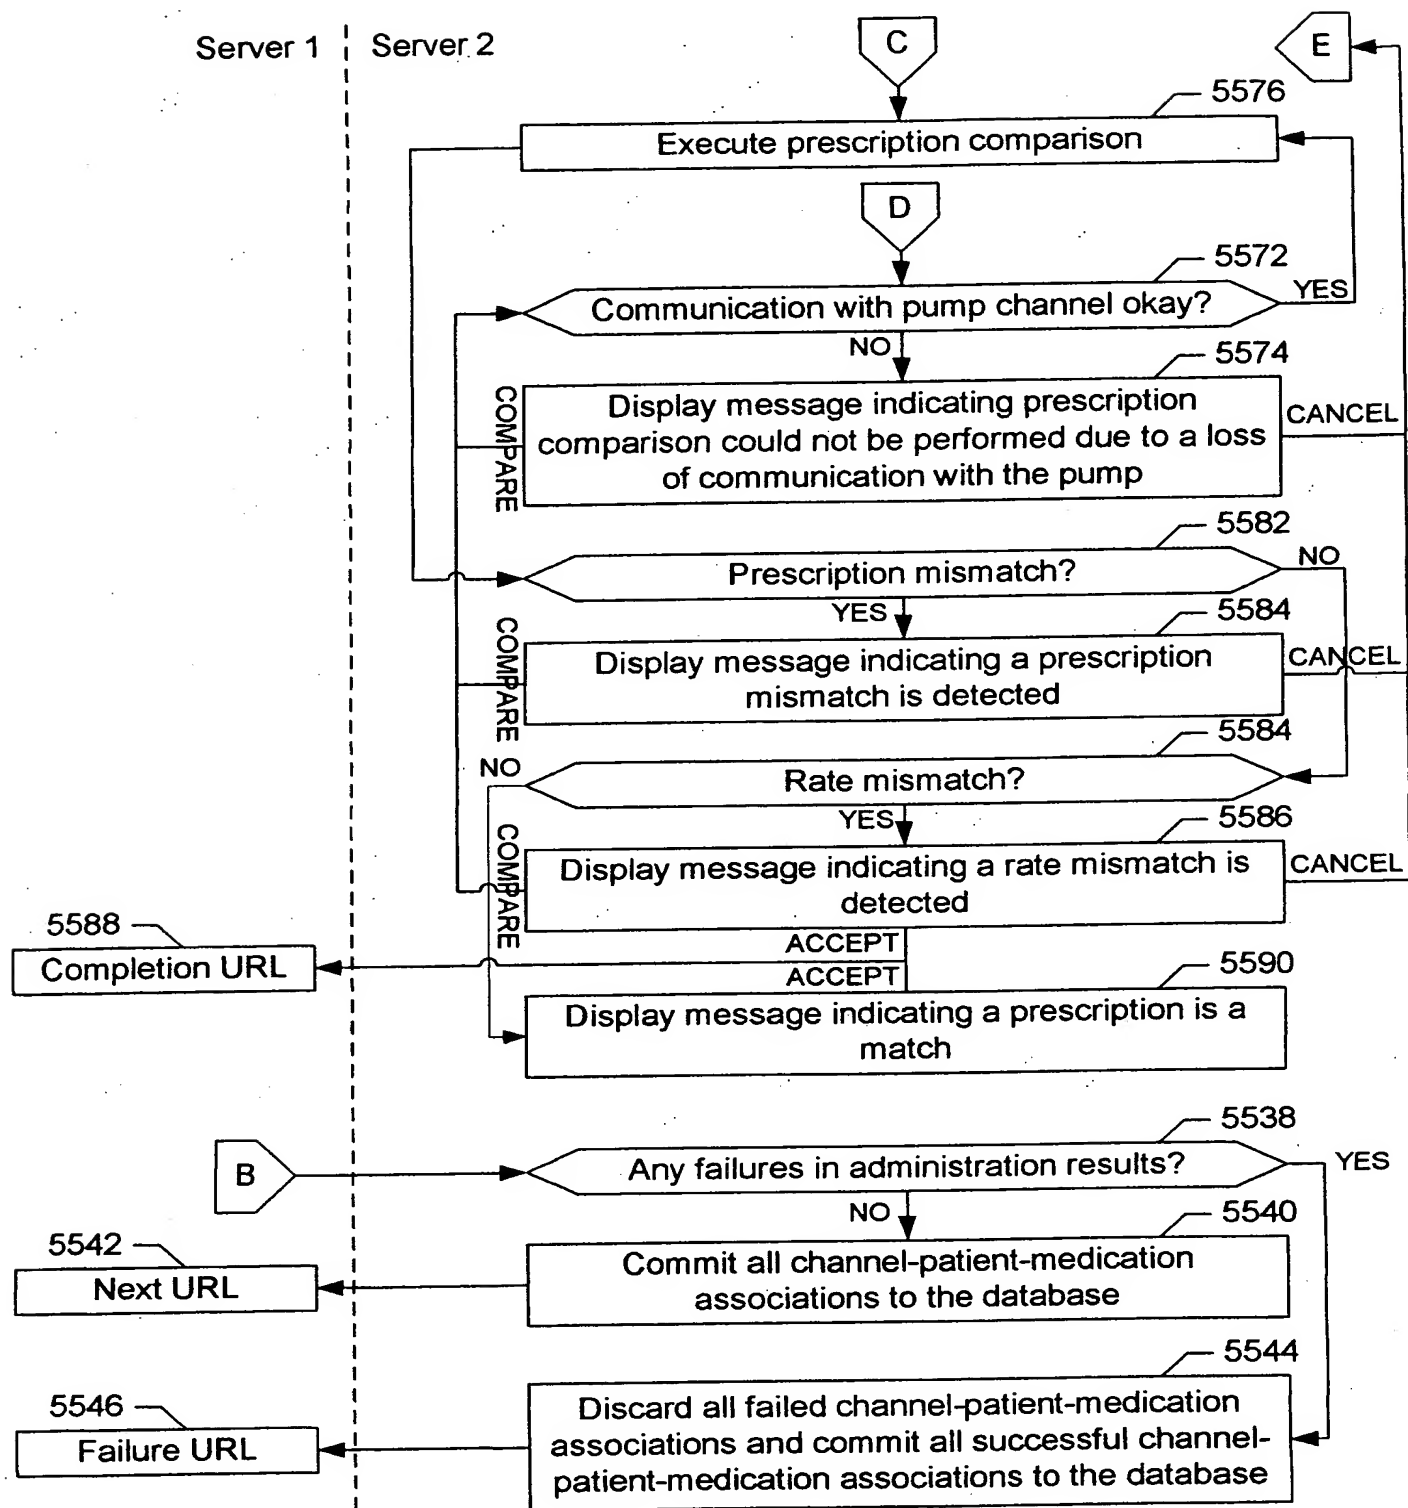 Server 1
Server 2
C
E
5576
Execute prescription comparison
D
5572
Communication with pump channel okay?
YES
NO
5574
COMPARE
Display message indicating prescription
comparison could not be performed due to a loss
of communication with the pump
CANCEL
5582
Prescription mismatch?
NO
YES
5584
COMPARE
Display message indicating a prescription
mismatch is detected
CANCEL
5584
NO
Rate mismatch?
YES
5586
COMPARE
Display message indicating a rate mismatch is
detected
CANCEL
5588
ACCEPT
Completion URL
ACCEPT
5590
Display message indicating a prescription is a
match
5538
B
Any failures in administration results?
YES
NO
5540
5542
Commit all channel-patient-medication
associations to the database
Next URL
5544
5546
Discard all failed channel-patient-medication
associations and commit all successful channel-
patient-medication associations to the database
Failure URL